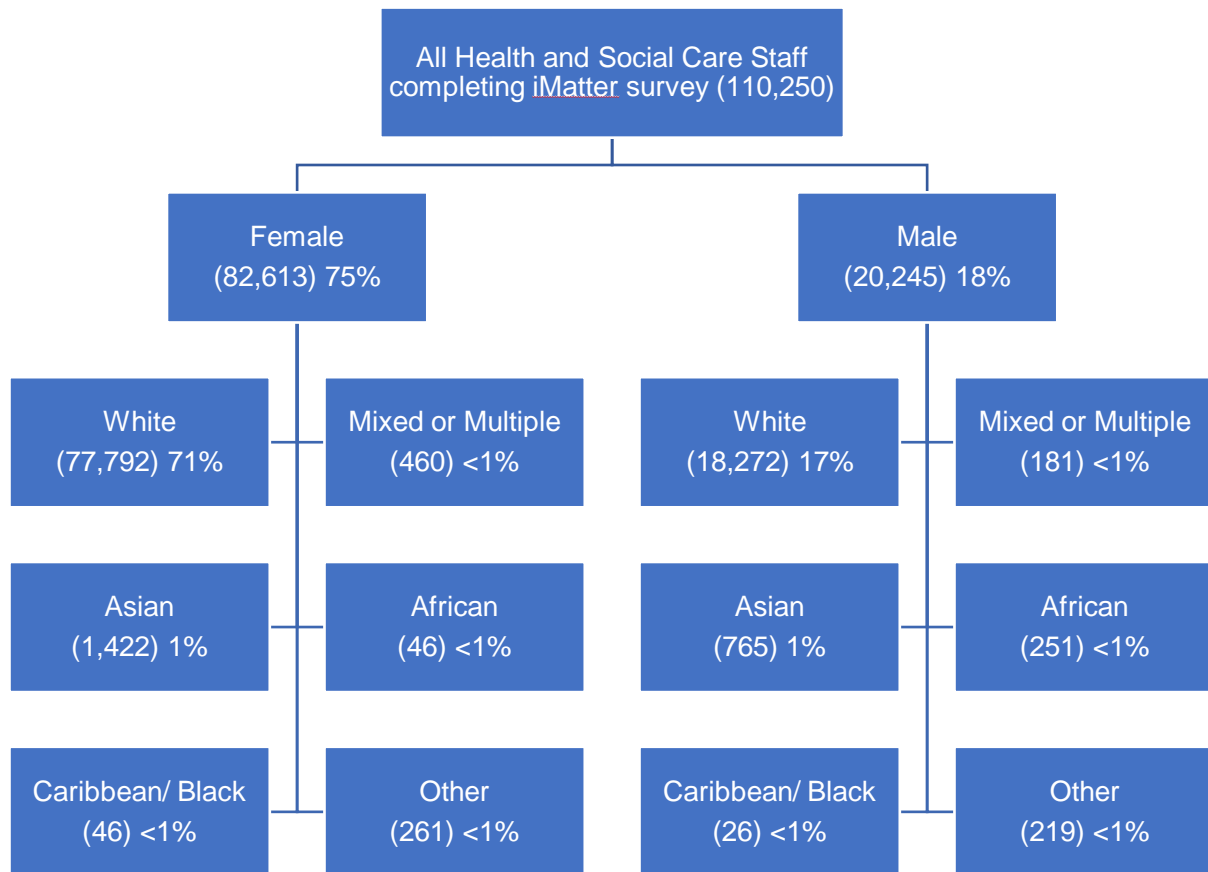 All Health and Social Care Staff
completing iMatter survey (110,250)
Female
(82,613) 75%
Male
(20,245) 18%
White
(77,792) 71%
Mixed or Multiple
(460) <1%
White
(18,272) 17%
Mixed or Multiple
(181) <1%
Asian
(1,422) 1%
African
(46) <1%
Asian
(765) 1%
African
(251) <1%
Caribbean/ Black
(46) <1%
Other
(261) <1%
Caribbean/ Black
(26) <1%
Other
(219) <1%